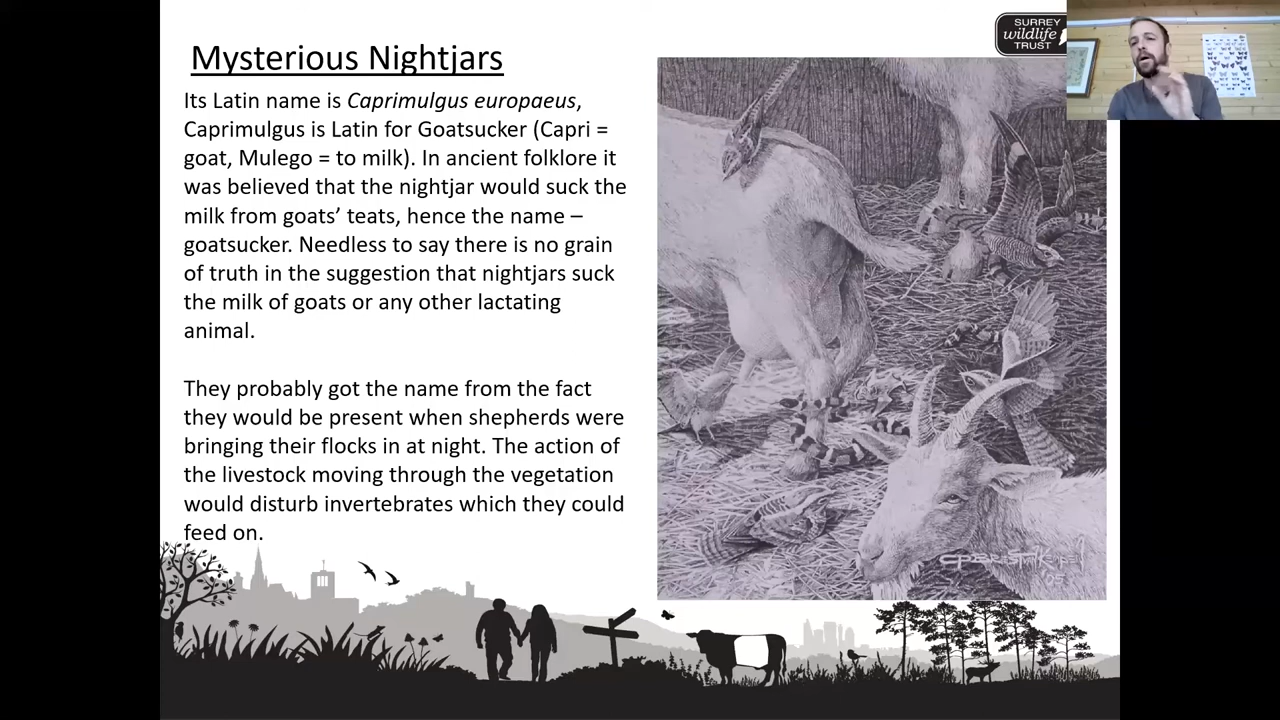 Mysterious Nightjars
SURREY
wildlife
TRUST
Its Latin name is Caprimulgus europaeus,
Caprimulgus is Latin for Goatsucker (Capri =
goat, Mulego = to milk). In ancient folklore it
was believed that the nightjar would suck the
milk from goats’ teats, hence the name –
goatsucker. Needless to say there is no grain
of truth in the suggestion that nightjars suck
the milk of goats or any other lactating
animal.
They probably got the name from the fact
they would be present when shepherds were
bringing their flocks in at night. The action of
the livestock moving through the vegetation
would disturb invertebrates which they could
feed on.